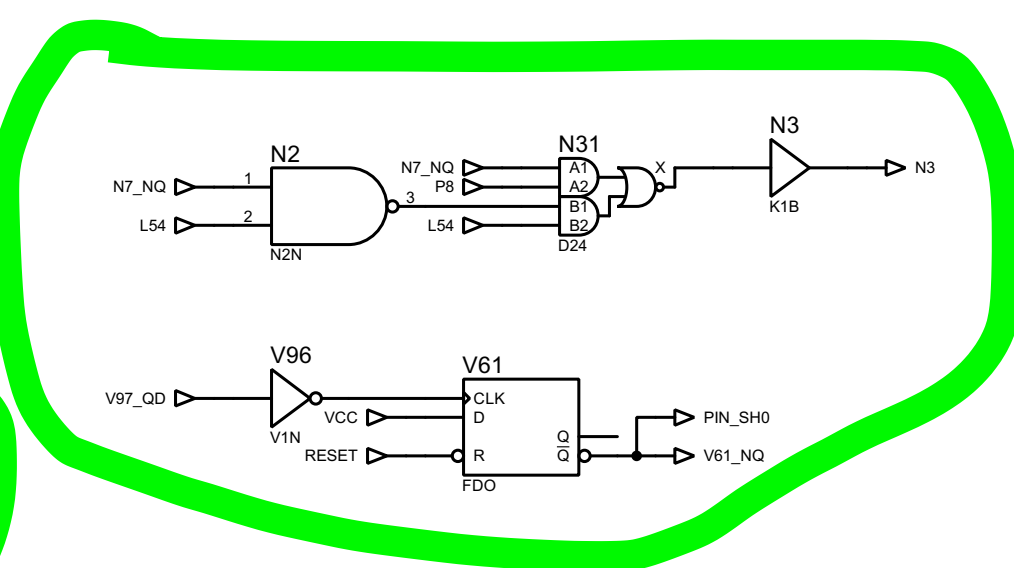 N3
N31
N2
N7_NQ
A1
X
N3
N7_NQ
1
P8
A2
3
B1
K1B
L54
2
L54
B2
N2N
D24
V96
V61
V97_QD
CLK
VCC
D
PIN_SH0
V1N
Q
RESET
R
Q
V61_NQ
FDO